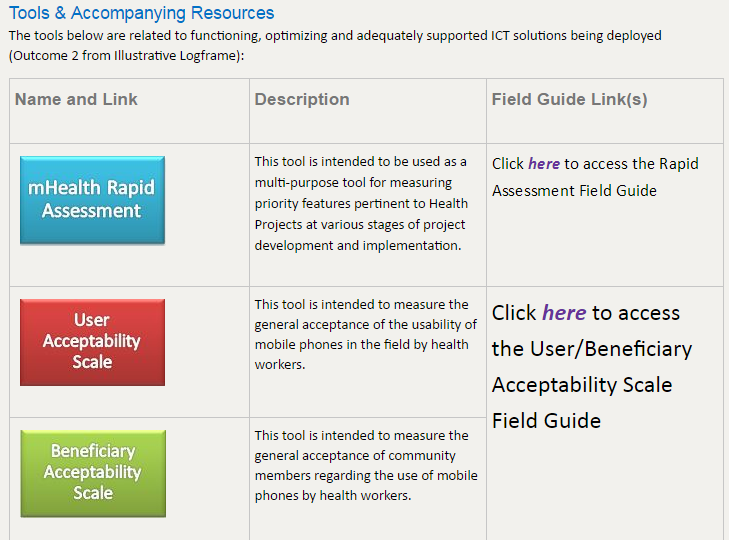 Tools & Accompanying Resources
The tools below are related to functioning, optimizing and adequately supported ICT solutions being deployed
(Outcome 2 from Illustrative Logframe):
Name and Link
Description
Field Guide Link(s)
mHealth Rapid
Assessment
This tool is intended to be used as a
multi-purpose tool for measuring
priority features pertinent to Health
Projects at various stages of project
development and implementation.
Click here to access the Rapid
Assessment Field Guide
User
Acceptability
Scale
This tool is intended to measure the
general acceptance of the usability of
mobile phones in the field by health
workers.
Click here to access
the User/Beneficiary
Acceptability Scale
Field Guide
Beneficiary
Acceptability
Scale
This tool is intended to measure the
general acceptance of community
members regarding the use of mobile
phones by health workers.